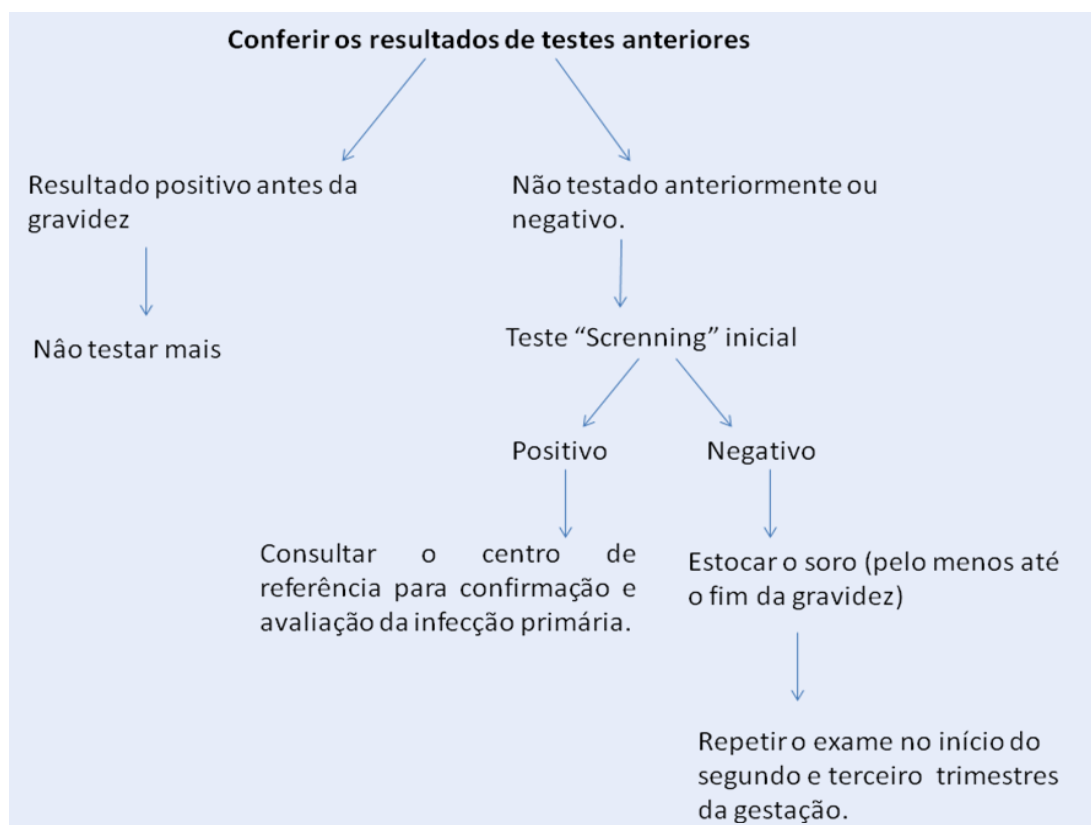 Conferir os resultados de testes anteriores
Resultado positivo antes da
gravidez
Não testado anteriormente ou
negativo.
Nâo testar mais
Teste “Screnning” inicial
Positivo
Negativo
Consultar o centro de
referência para confirmação e
avaliação da infecção primária.
Estocar o soro (pelo menos até
o fim da gravidez)
Repetir o exame no início do
segundo e terceiro trimestres
da gestação.